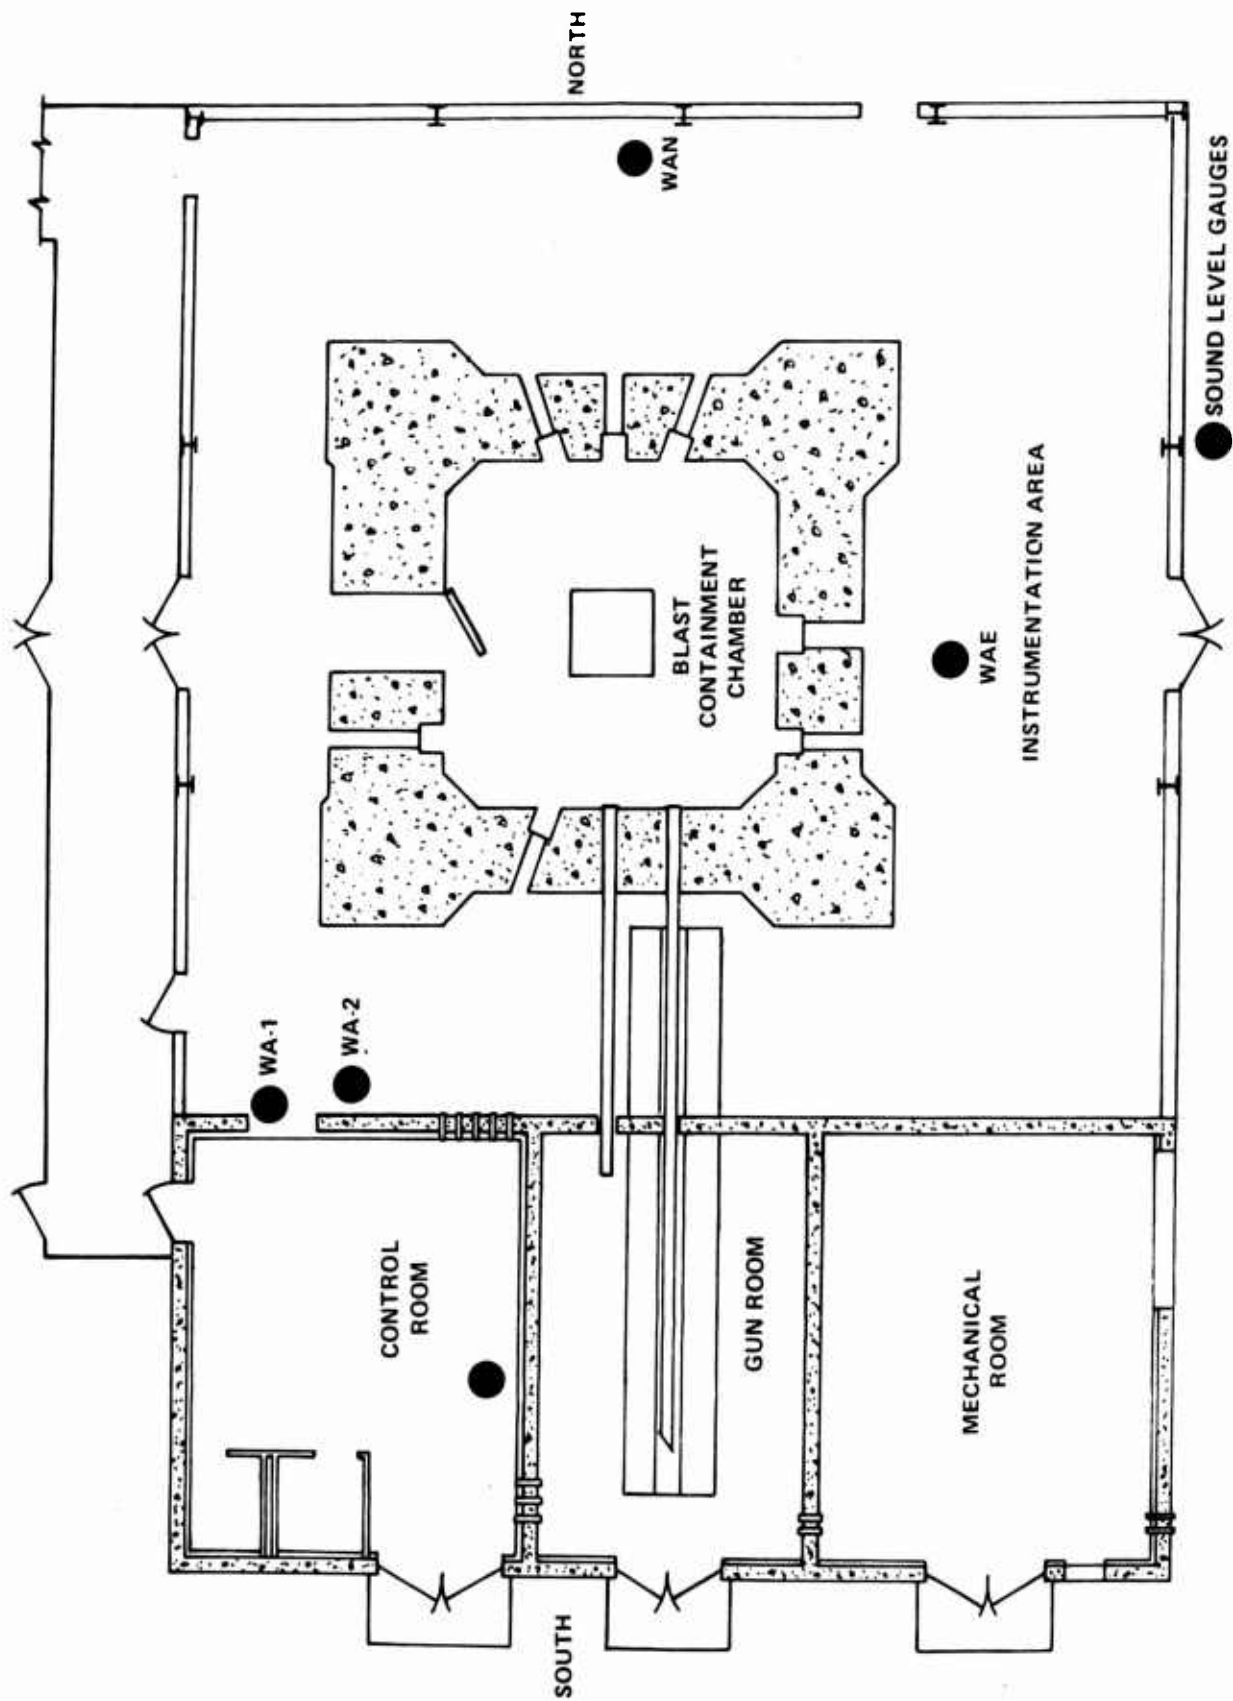 NORTH
WAN
SOUND LEVEL GAUGES
BLAST
CONTAINMENT
CHAMBER
WAE
INSTRUMENTATION AREA
WA-1
WA-2
CONTROL
ROOM
GUN ROOM
MECHANICAL
ROOM
SOUTH